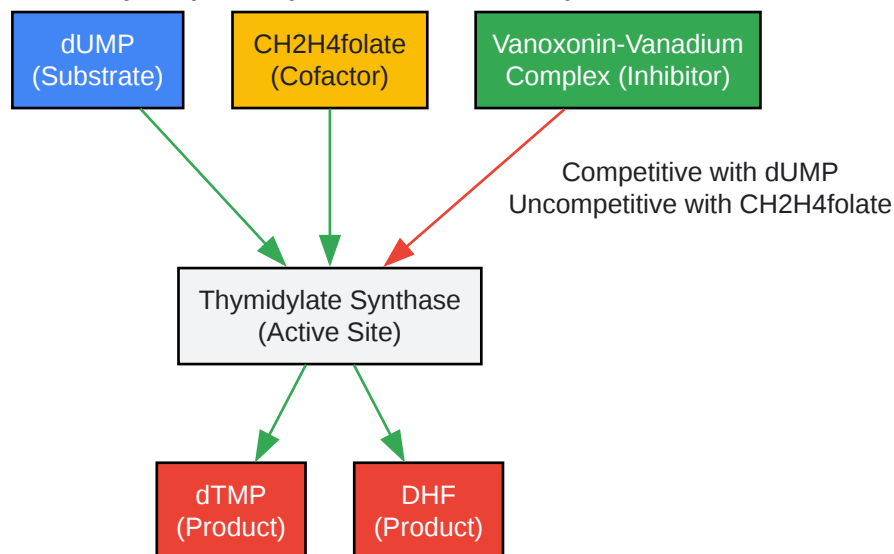 dUMP
(Substrate)
CH2H4folate
(Cofactor)
Vanoxonin-Vanadium
Complex (Inhibitor)
Competitive with dUMP
Uncompetitive with CH2H4folate
Thymidylate Synthase
(Active Site)
dTMP
(Product)
DHF
(Product)